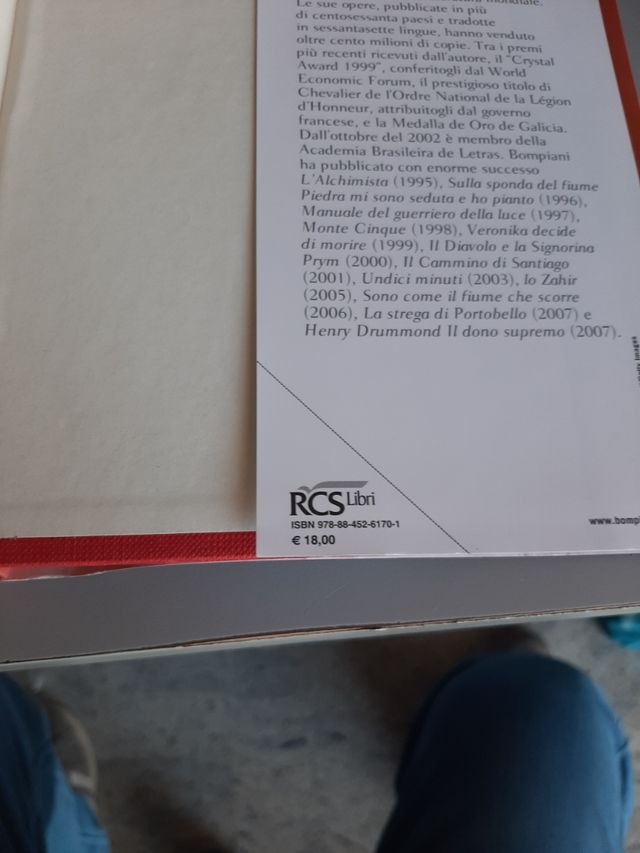 mondiale.
Le sue opere, pubblicate in più
di centosessanta paesi e tradotte
in sessantasette lingue, hanno venduto
oltre cento milioni di copie. Tra i premi
più recenti ricevuti dall'autore, il "Crystal
Award 1999", conferitogli dal World
Economic Forum, il prestigioso titolo di
Chevalier de l'Ordre National de la Légion
d'Honneur, attribuitogli dal governo
francese, e la Medalla de Oro de Galicia.
Dall'ottobre del 2002 è membro della
Academia Brasileira de Letras. Bompiani
ha pubblicato con enorme successo
L'Alchimista (1995), Sulla sponda del fiume
Piedra mi sono seduta e ho pianto (1996),
Manuale del guerriero della luce (1997),
Monte Cinque (1998), Veronika decide
di morire (1999), Il Diavolo e la Signorina
Prym (2000), Il Cammino di Santiago
(2001), Undici minuti (2003), lo Zahir
(2005), Sono come il fiume che scorre
(2006), La strega di Portobello (2007) e
Henry Drummond Il dono supremo (2007).
RCS Libri
ISBN 978-88-452-6170-1
€ 18,00
www.bompi
Images